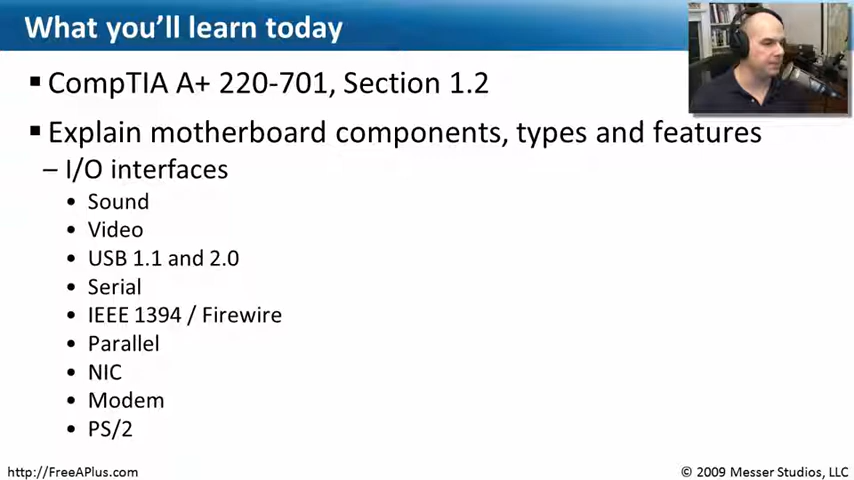 What you'll learn today
▪ CompTIA A+ 220-701, Section 1.2
▪ Explain motherboard components, types and features
– I/O interfaces
• Sound
• Video
• USB 1.1 and 2.0
• Serial
• IEEE 1394 / Firewire
• Parallel
• NIC
• Modem
• PS/2
http://FreeAPlus.com
© 2009 Messer Studios, LLC